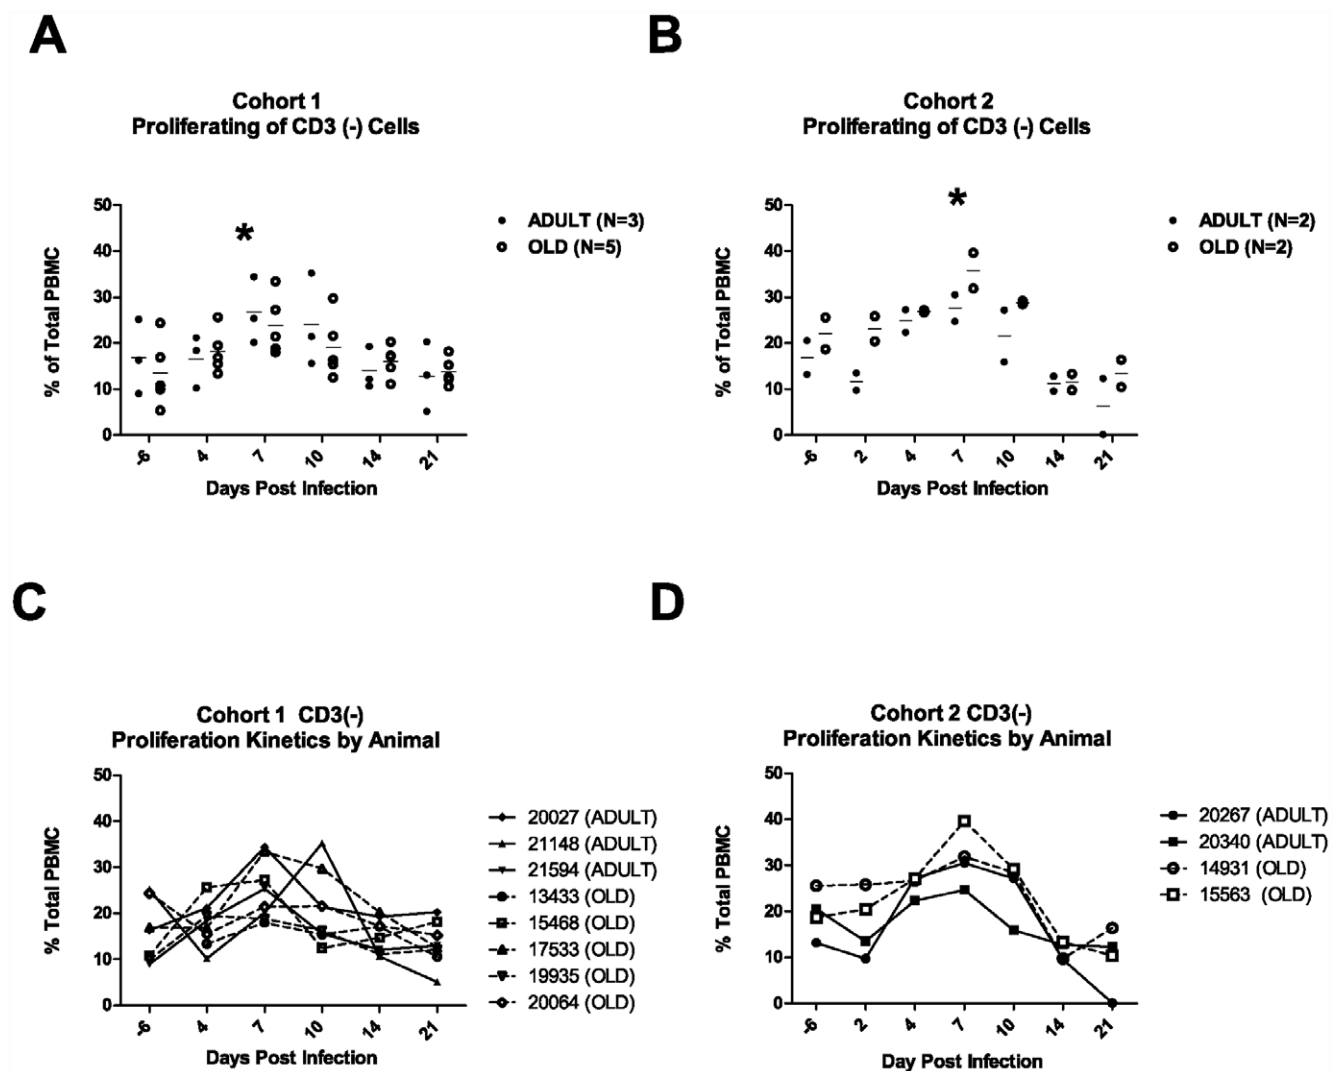 A
Cohort 1
Proliferating of CD3 (-) Cells
% of Total PBMC
50
40
30
20
10
0
-6
4
7
10
14
21
Days Post Infection
*
ADULT (N=3)
OLD (N=5)
B
Cohort 2
Proliferating of CD3 (-) Cells
% of Total PBMC
50
40
30
20
10
0
-6
2
4
7
10
14
21
Days Post Infection
*
ADULT (N=2)
OLD (N=2)
C
Cohort 1 CD3(-)
Proliferation Kinetics by Animal
% Total PBMC
50
40
30
20
10
0
-6
4
7
10
14
21
Days Post Infection
20027 (ADULT)
21148 (ADULT)
21594 (ADULT)
13433 (OLD)
15468 (OLD)
17533 (OLD)
19935 (OLD)
20064 (OLD)
D
Cohort 2 CD3(-)
Proliferation Kinetics by Animal
% Total PBMC
50
40
30
20
10
0
-6
2
4
7
10
14
21
Day Post Infection
20267 (ADULT)
20340 (ADULT)
14931 (OLD)
15563 (OLD)